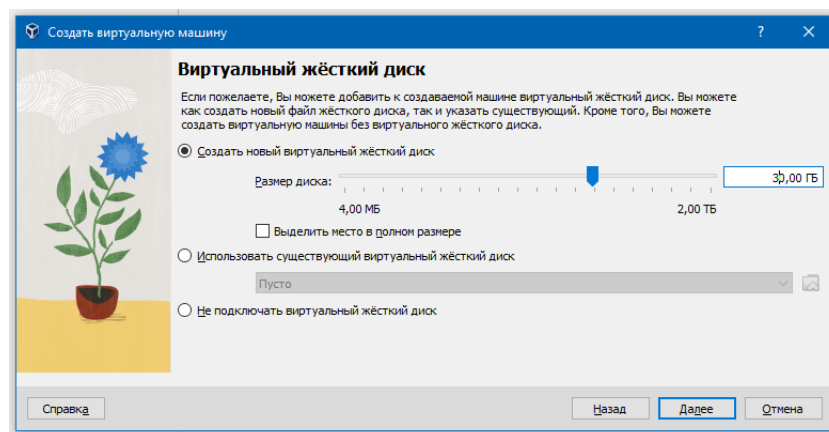 Создать виртуальную машину
Виртуальный жёсткий диск
Если пожелаете, Вы можете добавить к создаваемой машине виртуальный жёсткий диск. Вы можете
как создать новый файл жёсткого диска, так и указать существующий. Кроме того, Вы можете
создать виртуальную машины без виртуального жёсткого диска.
Создать новый виртуальный жёсткий диск
Размер диска:
30,00 ГБ
4,00 МБ
2,00 ТБ
Выделить место в полном размере
Использовать существующий виртуальный жёсткий диск
Пусто
Не подключать виртуальный жёсткий диск
Справка
Назад
Далее
Отмена